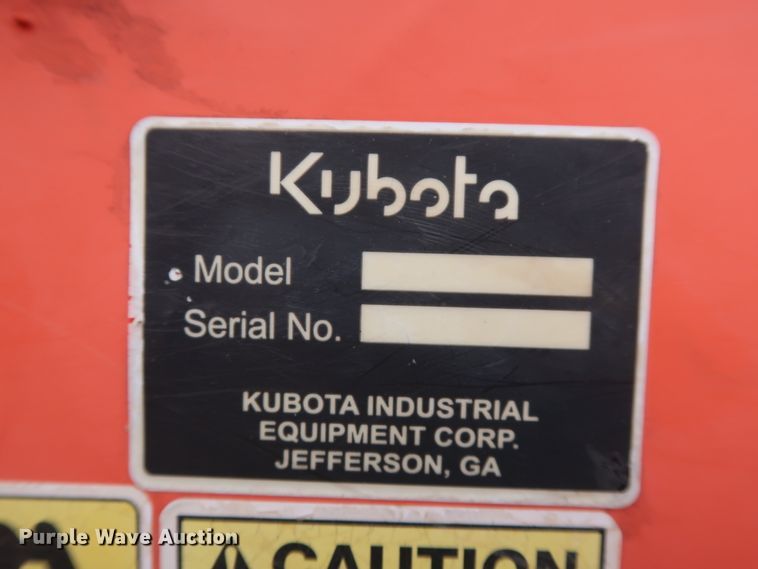 Kubota
Model
Serial No.
KUBOTA INDUSTRIAL
EQUIPMENT CORP.
JEFFERSON, GA
CAUTION
Purple Wave Auction